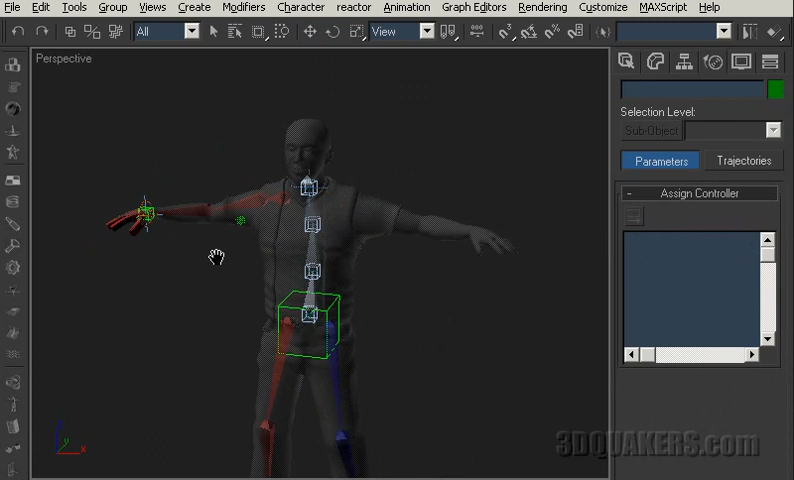 File Edit Tools Group Views Create Modifiers Character reactor Animation Graph Editors Rendering Customize MAXScript Help
All View
Perspective
Selection Level:
Sub-Object
Parameters Trajectories
- Assign Controller
z
y
x
3DQUAKERS.com